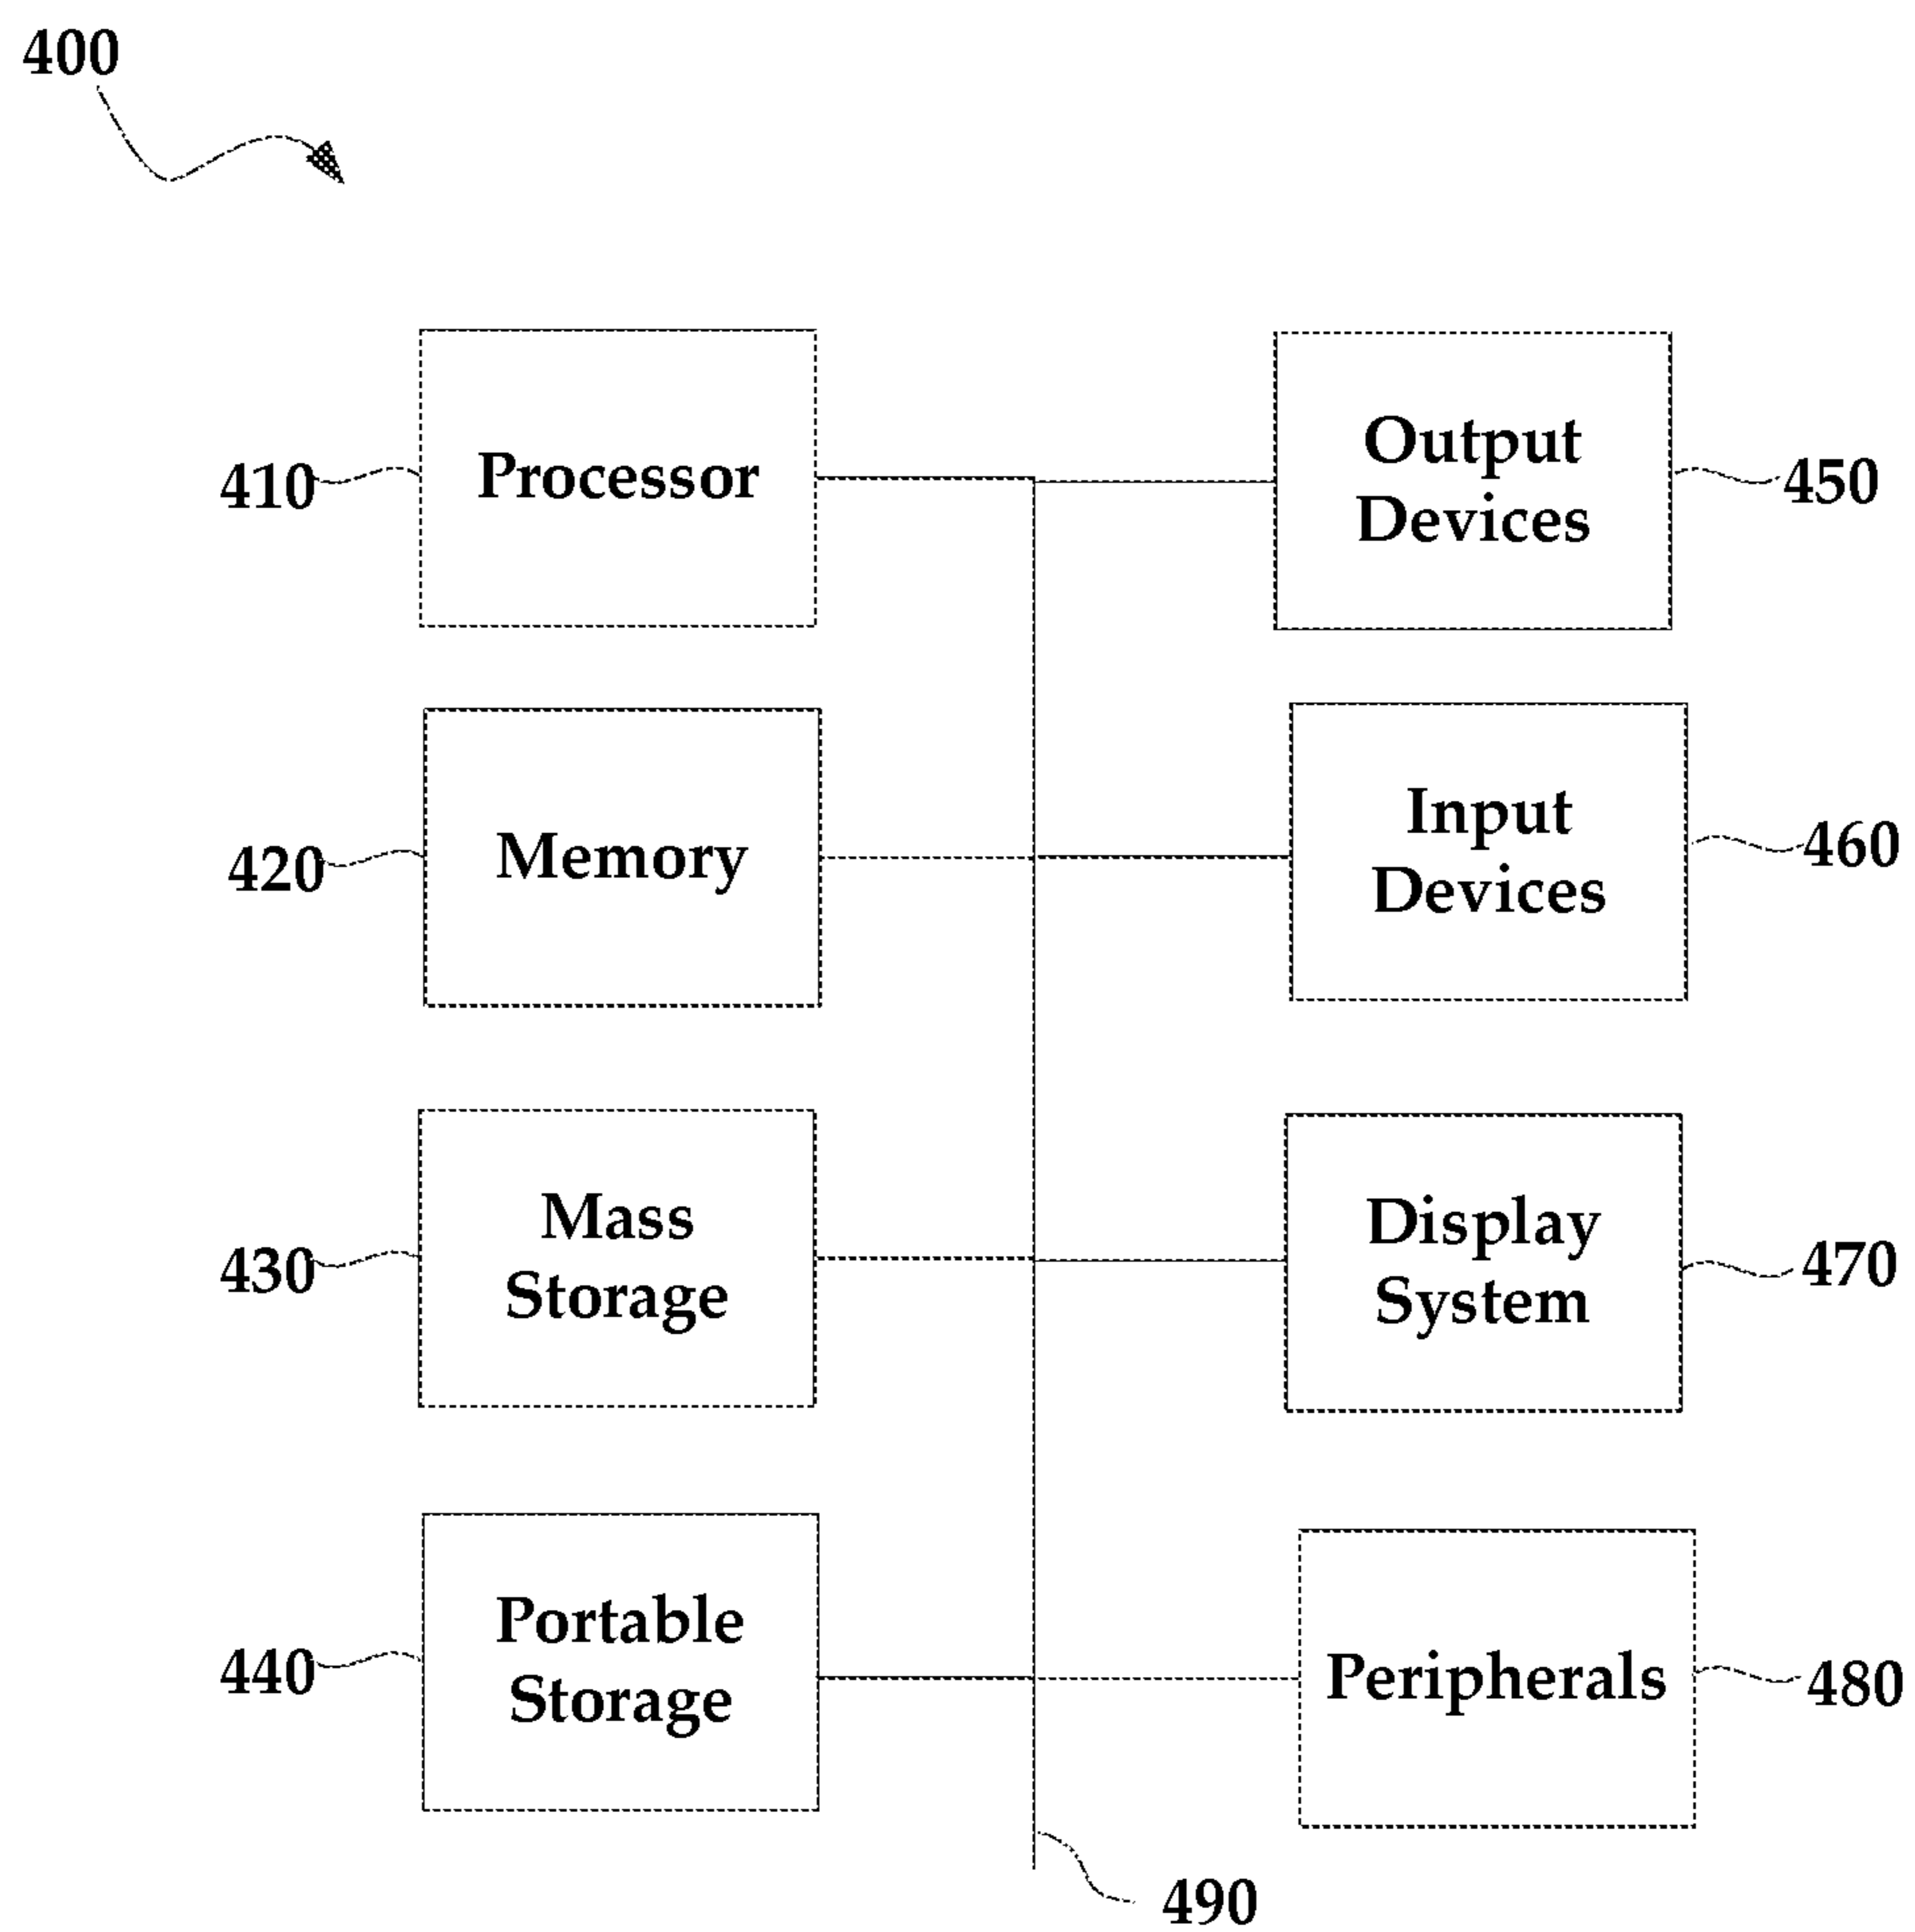 400
410
Processor
Output
Devices
450
420
Memory
Input
Devices
460
430
Mass
Storage
Display
System
470
440
Portable
Storage
Peripherals
480
490